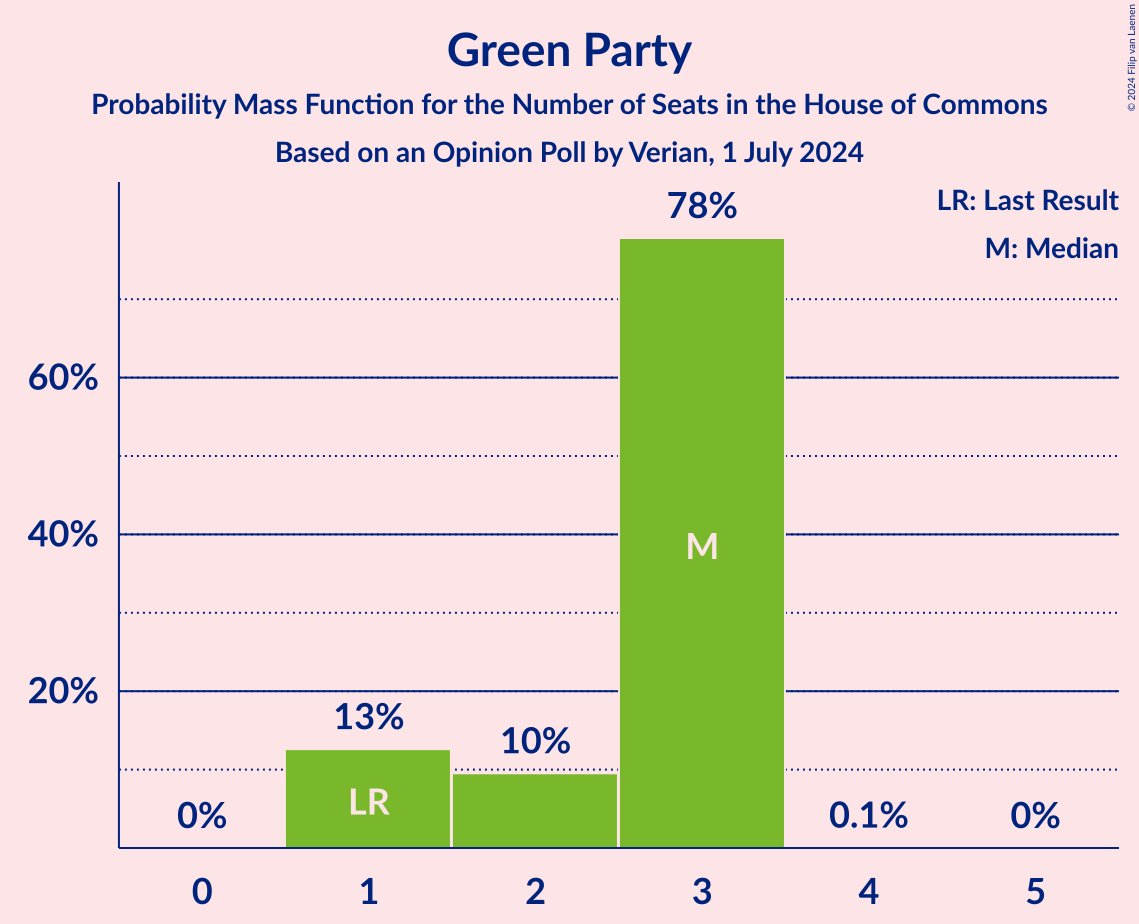 Green Party
Probability Mass Function for the Number of Seats in the House of Commons
Based on an Opinion Poll by Verian, 1 July 2024
© 2024 Filip van Laenen
LR: Last Result
M: Median
78%
60%
40%
20%
M
13%
10%
LR
0%
0.1%
0%
0 1 2 3 4 5